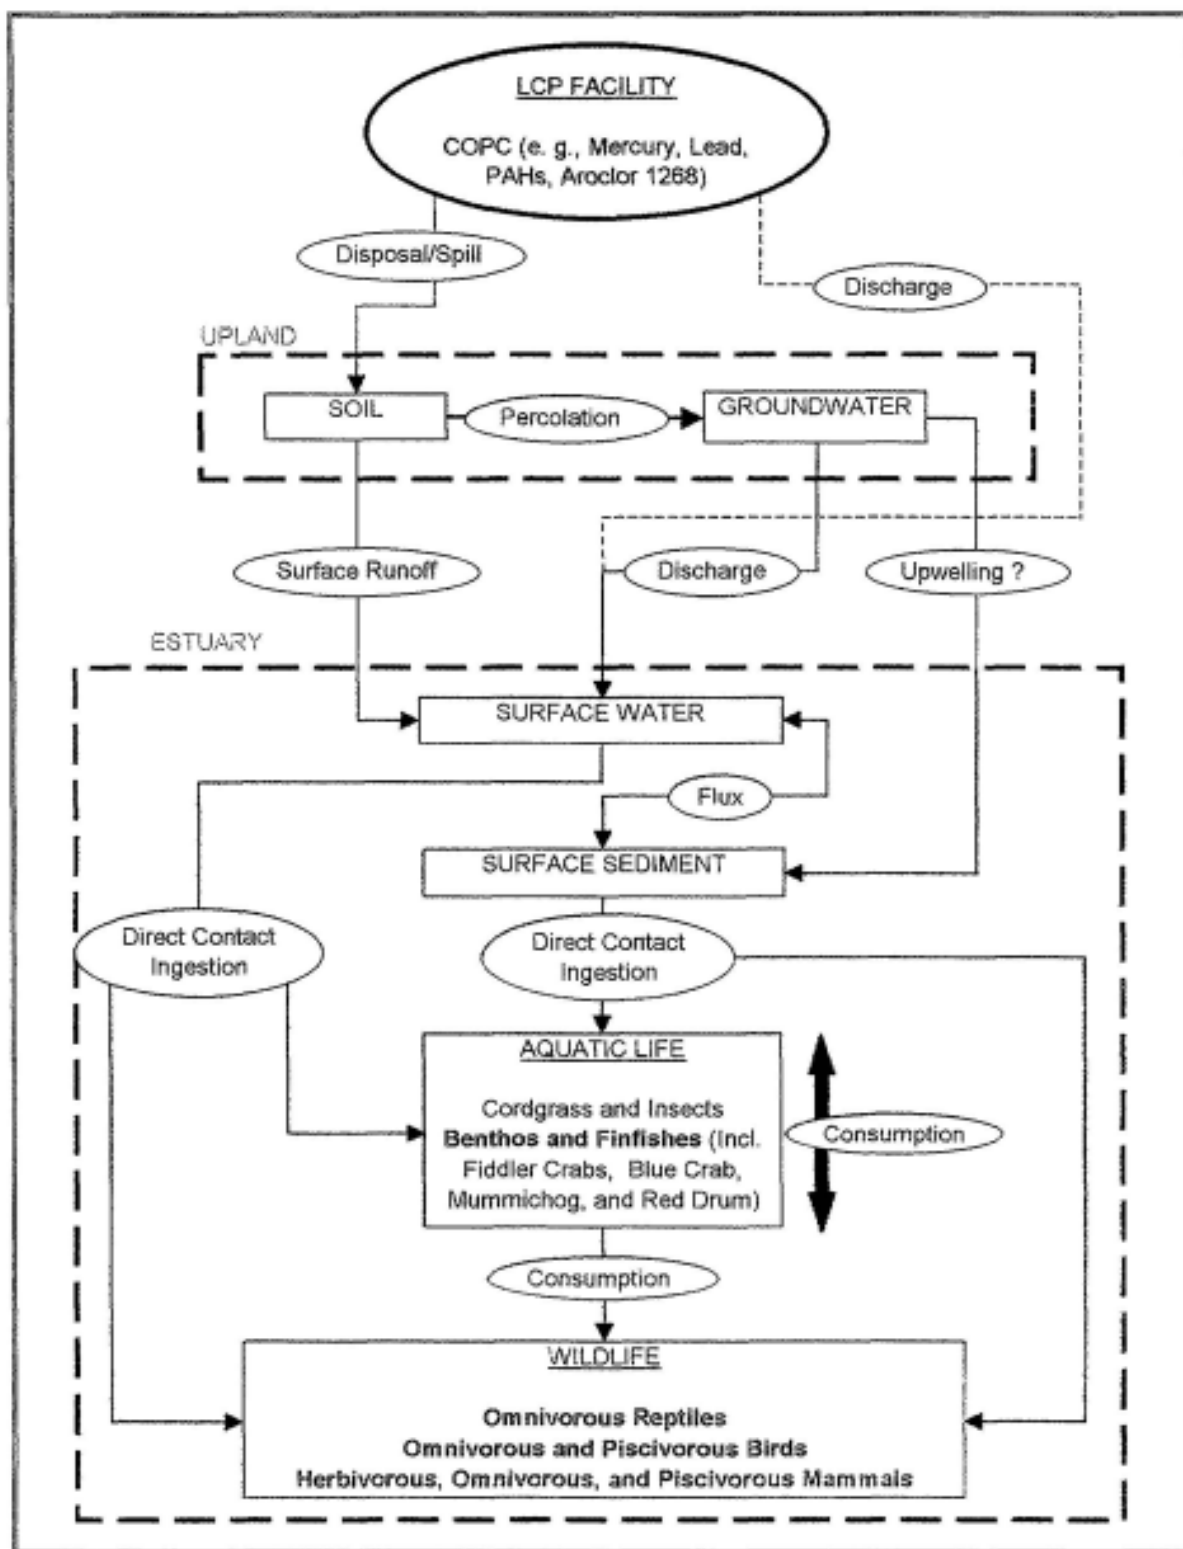 LCP FACILITY
COPC (e. g., Mercury, Lead,
PAHs, Aroclor 1268)
Disposal/Spill
Discharge
UPLAND
SOIL
Percolation
GROUNDWATER
Surface Runoff
Discharge
Upwelling ?
ESTUARY
SURFACE WATER
Flux
SURFACE SEDIMENT
Direct Contact
Ingestion
Direct Contact
Ingestion
AQUATIC LIFE
Cordgrass and Insects
Benthos and Finfishes (Incl.
Fiddler Crabs, Blue Crab,
Mummichog, and Red Drum)
Consumption
Consumption
WILDLIFE
Omnivorous Reptiles
Omnivorous and Piscivorous Birds
Herbivorous, Omnivorous, and Piscivorous Mammals